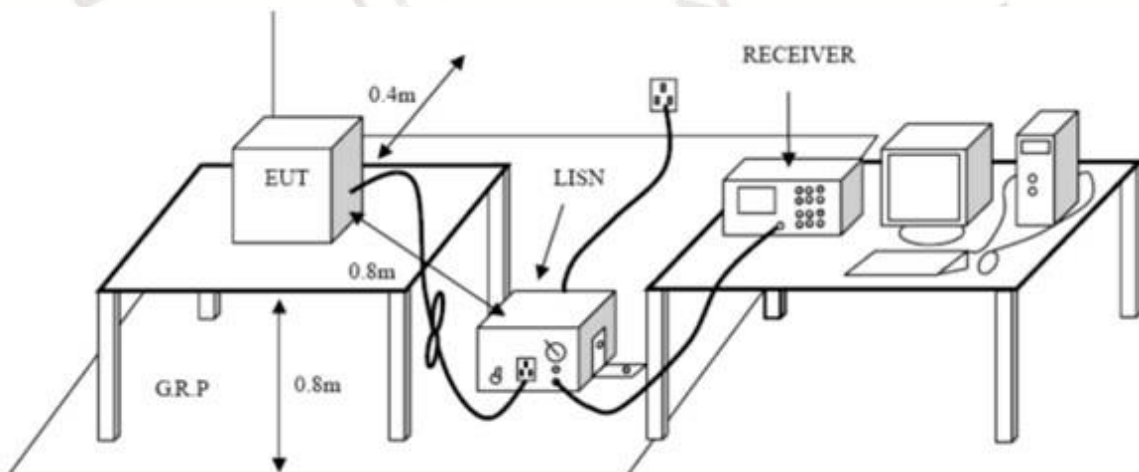 RECEIVER
0.4m
EUT
LISN
0.8m
G.R.P
0.8m